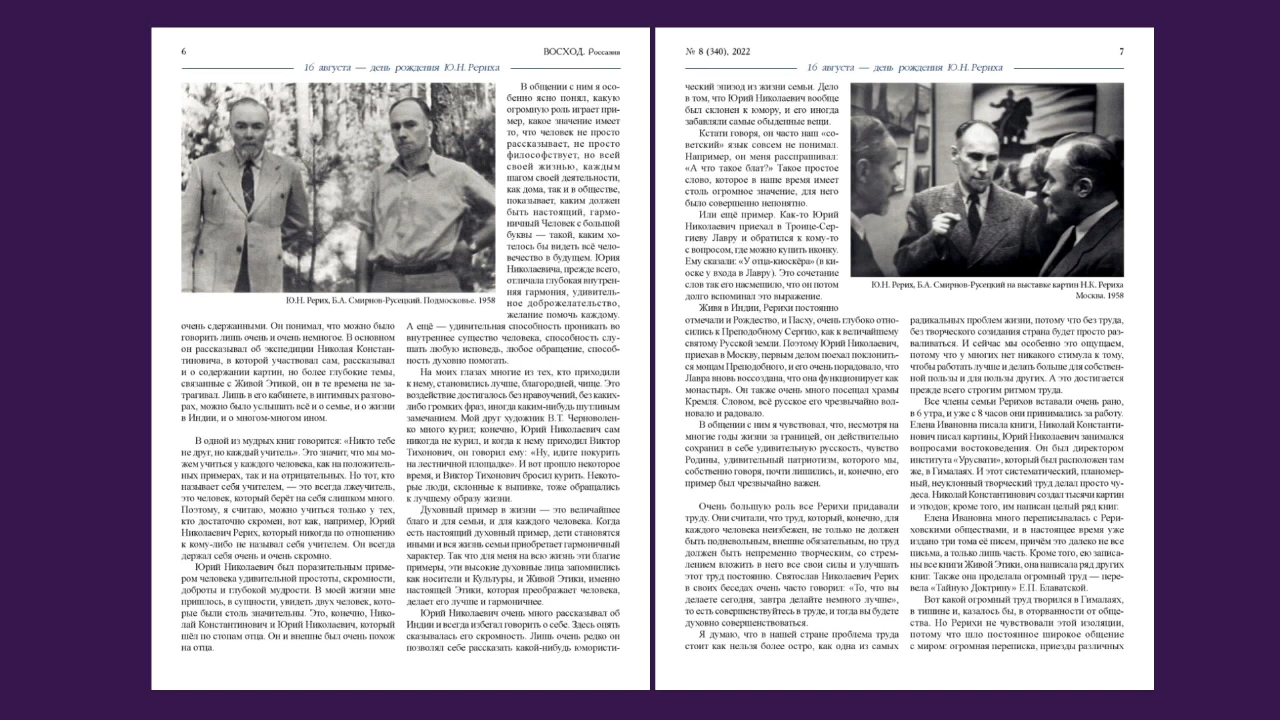 6
ВОСХОД. Россазия
16 августа — день рождения Ю.Н. Рериха
В общении с ним я осо-
бенно ясно понял, какую
огромную роль играет при-
мер, какое значение имеет
то, что человек не просто
рассказывает, не просто
философствует, но всей
своей жизнью, каждым
шагом своей деятельности,
как дома, так и в обществе,
показывает, каким должен
быть настоящий, гармо-
ничный Человек с большой
буквы — такой, каким хо-
телось бы видеть всё чело-
вечество в будущем. Юрия
Николаевича, прежде всего,
отличала глубокая внутрен-
няя гармония, удивитель-
ное доброжелательство,
желание помочь каждому.
Ю.Н. Рерих, Б.А. Смирнов-Русецкий. Подмосковье. 1958
очень сдержанными. Он понимал, что можно было
говорить лишь очень и очень немногое. В основном
он рассказывал об экспедиции Николая Констан-
тиновича, в которой участвовал сам, рассказывал
и о содержании картин, но более глубокие темы,
связанные с Живой Этикой, он в те времена не за-
трагивал. Лишь в его кабинете, в интимных разгово-
рах, можно было услышать всё и о семье, и о жизни
в Индии, и о многом-многом ином.
В одной из мудрых книг говорится: «Никто тебе
не друг, но каждый учитель». Это значит, что мы мо-
жем учиться у каждого человека, как на положитель-
ных примерах, так и на отрицательных. Но тот, кто
называет себя учителем, — это всегда лжеучитель,
это человек, который берёт на себя слишком много.
Поэтому, я считаю, можно учиться только у тех,
кто достаточно скромен, вот как, например, Юрий
Николаевич Рерих, который никогда по отношению
к кому-либо не называл себя учителем. Он всегда
держал себя очень и очень скромно.
Юрий Николаевич был поразительным приме-
ром человека удивительной простоты, скромности,
доброты и глубокой мудрости. В моей жизни мне
пришлось, в сущности, увидеть двух человек, кото-
рые были столь значительны. Это, конечно, Нико-
лай Константинович и Юрий Николаевич, который
шёл по стопам отца. Он и внешне был очень похож
на отца.
А ещё — удивительная способность проникать во
внутреннее существо человека, способность слу-
шать любую исповедь, любое обращение, способ-
ность духовно помогать.
На моих глазах многие из тех, кто приходили
к нему, становились лучше, благородней, чище. Это
воздействие достигалось без нравоучений, без каких-
либо громких фраз, иногда каким-нибудь шутливым
замечанием. Мой друг художник В.Т. Черноволен-
ко много курил; конечно, Юрий Николаевич сам
никогда не курил, и когда к нему приходил Виктор
Тихонович, он говорил ему: «Ну, идите покурить
на лестничной площадке». И вот прошло некоторое
время, и Виктор Тихонович бросил курить. Некото-
рые люди, склонные к выпивке, тоже обращались
к лучшему образу жизни.
Духовный пример в жизни — это величайшее
благо и для семьи, и для каждого человека. Когда
есть настоящий духовный пример, дети становятся
иными и вся жизнь семьи приобретает гармоничный
характер. Так что для меня на всю жизнь эти благие
примеры, эти высокие духовные лица запомнились
как носители и Культуры, и Живой Этики, именно
настоящей Этики, которая преображает человека,
делает его лучше и гармоничнее.
Юрий Николаевич очень много рассказывал об
Индии и всегда избегал говорить о себе. Здесь опять
сказывалась его скромность. Лишь очень редко он
позволял себе рассказать какой-нибудь юмористи-
№ 8 (340), 2022
7
16 августа — день рождения Ю.Н. Рериха
ческий эпизод из жизни семьи. Дело
в том, что Юрий Николаевич вообще
был склонен к юмору, и его иногда
забавляли самые обыденные вещи.
Кстати говоря, он часто наш «со-
ветский» язык совсем не понимал.
Например, он меня расспрашивал:
«А что такое блат?» Такое простое
слово, которое в наше время имеет
столь огромное значение, для него
было совершенно непонятно.
Или ещё пример. Как-то Юрий
Николаевич приехал в Троице-Сер-
гиеву Лавру и обратился к кому-то
с вопросом, где можно купить иконку.
Ему сказали: «У отца-киоскёра» (в ки-
оске у входа в Лавру). Это сочетание
слов так его насмешило, что он потом
долго вспоминал это выражение.
Живя в Индии, Рерихи постоянно
отмечали и Рождество, и Пасху, очень глубоко отно-
сились к Преподобному Сергию, как к величайшему
святому Русской земли. Поэтому Юрий Николаевич,
приехав в Москву, первым делом поехал поклонить-
ся мощам Преподобного, и его очень порадовало, что
Лавра вновь воссоздана, что она функционирует как
монастырь. Он также очень много посещал храмы
Кремля. Словом, всё русское его чрезвычайно вол-
новало и радовало.
В общении с ним я чувствовал, что, несмотря на
многие годы жизни за границей, он действительно
сохранил в себе удивительную русскость, чувство
Родины, удивительный патриотизм, которого мы,
собственно говоря, почти лишились, и, конечно, его
пример был чрезвычайно важен.
Очень большую роль все Рерихи придавали
труду. Они считали, что труд, который, конечно, для
каждого человека неизбежен, не только не должен
быть подневольным, внешне обязательным, но труд
должен быть непременно творческим, со стрем-
лением вложить в него все свои силы и улучшать
этот труд постоянно. Святослав Николаевич Рерих
в своих беседах очень часто говорил: «То, что вы
делаете сегодня, завтра делайте немного лучше»,
то есть совершенствуйтесь в труде, и тогда вы будете
духовно совершенствоваться.
Я думаю, что в нашей стране проблема труда
стоит как нельзя более остро, как одна из самых
Ю.Н. Рерих, Б.А. Смирнов-Русецкий на выставке картин Н.К. Рериха
Москва. 1958
радикальных проблем жизни, потому что без труда,
без творческого созидания страна будет просто раз-
валиваться. И сейчас мы особенно это ощущаем,
потому что у многих нет никакого стимула к тому,
чтобы работать лучше и делать больше для собствен-
ной пользы и для пользы других. А это достигается
прежде всего строгим ритмом труда.
Все члены семьи Рерихов вставали очень рано,
в 6 утра, и уже с 8 часов они принимались за работу.
Елена Ивановна писала книги, Николай Константи-
нович писал картины, Юрий Николаевич занимался
вопросами востоковедения. Он был директором
института «Урусвати», который был расположен там
же, в Гималаях. И этот систематический, планомер-
ный, неуклонный творческий труд делал просто чу-
деса. Николай Константинович создал тысячи картин
и этюдов; кроме того, им написан целый ряд книг.
Елена Ивановна много переписывалась с Рери-
ховскими обществами, и в настоящее время уже
издано три тома её писем, причём это далеко не все
письма, а только лишь часть. Кроме того, ею записа-
ны все книги Живой Этики, она написала ряд других
книг. Также она проделала огромный труд — пере-
вела «Тайную Доктрину» Е.П. Блаватской.
Вот какой огромный труд творился в Гималаях,
в тишине и, казалось бы, в оторванности от обще-
ства. Но Рерихи не чувствовали этой изоляции,
потому что шло постоянное широкое общение
с миром: огромная переписка, приезды различных